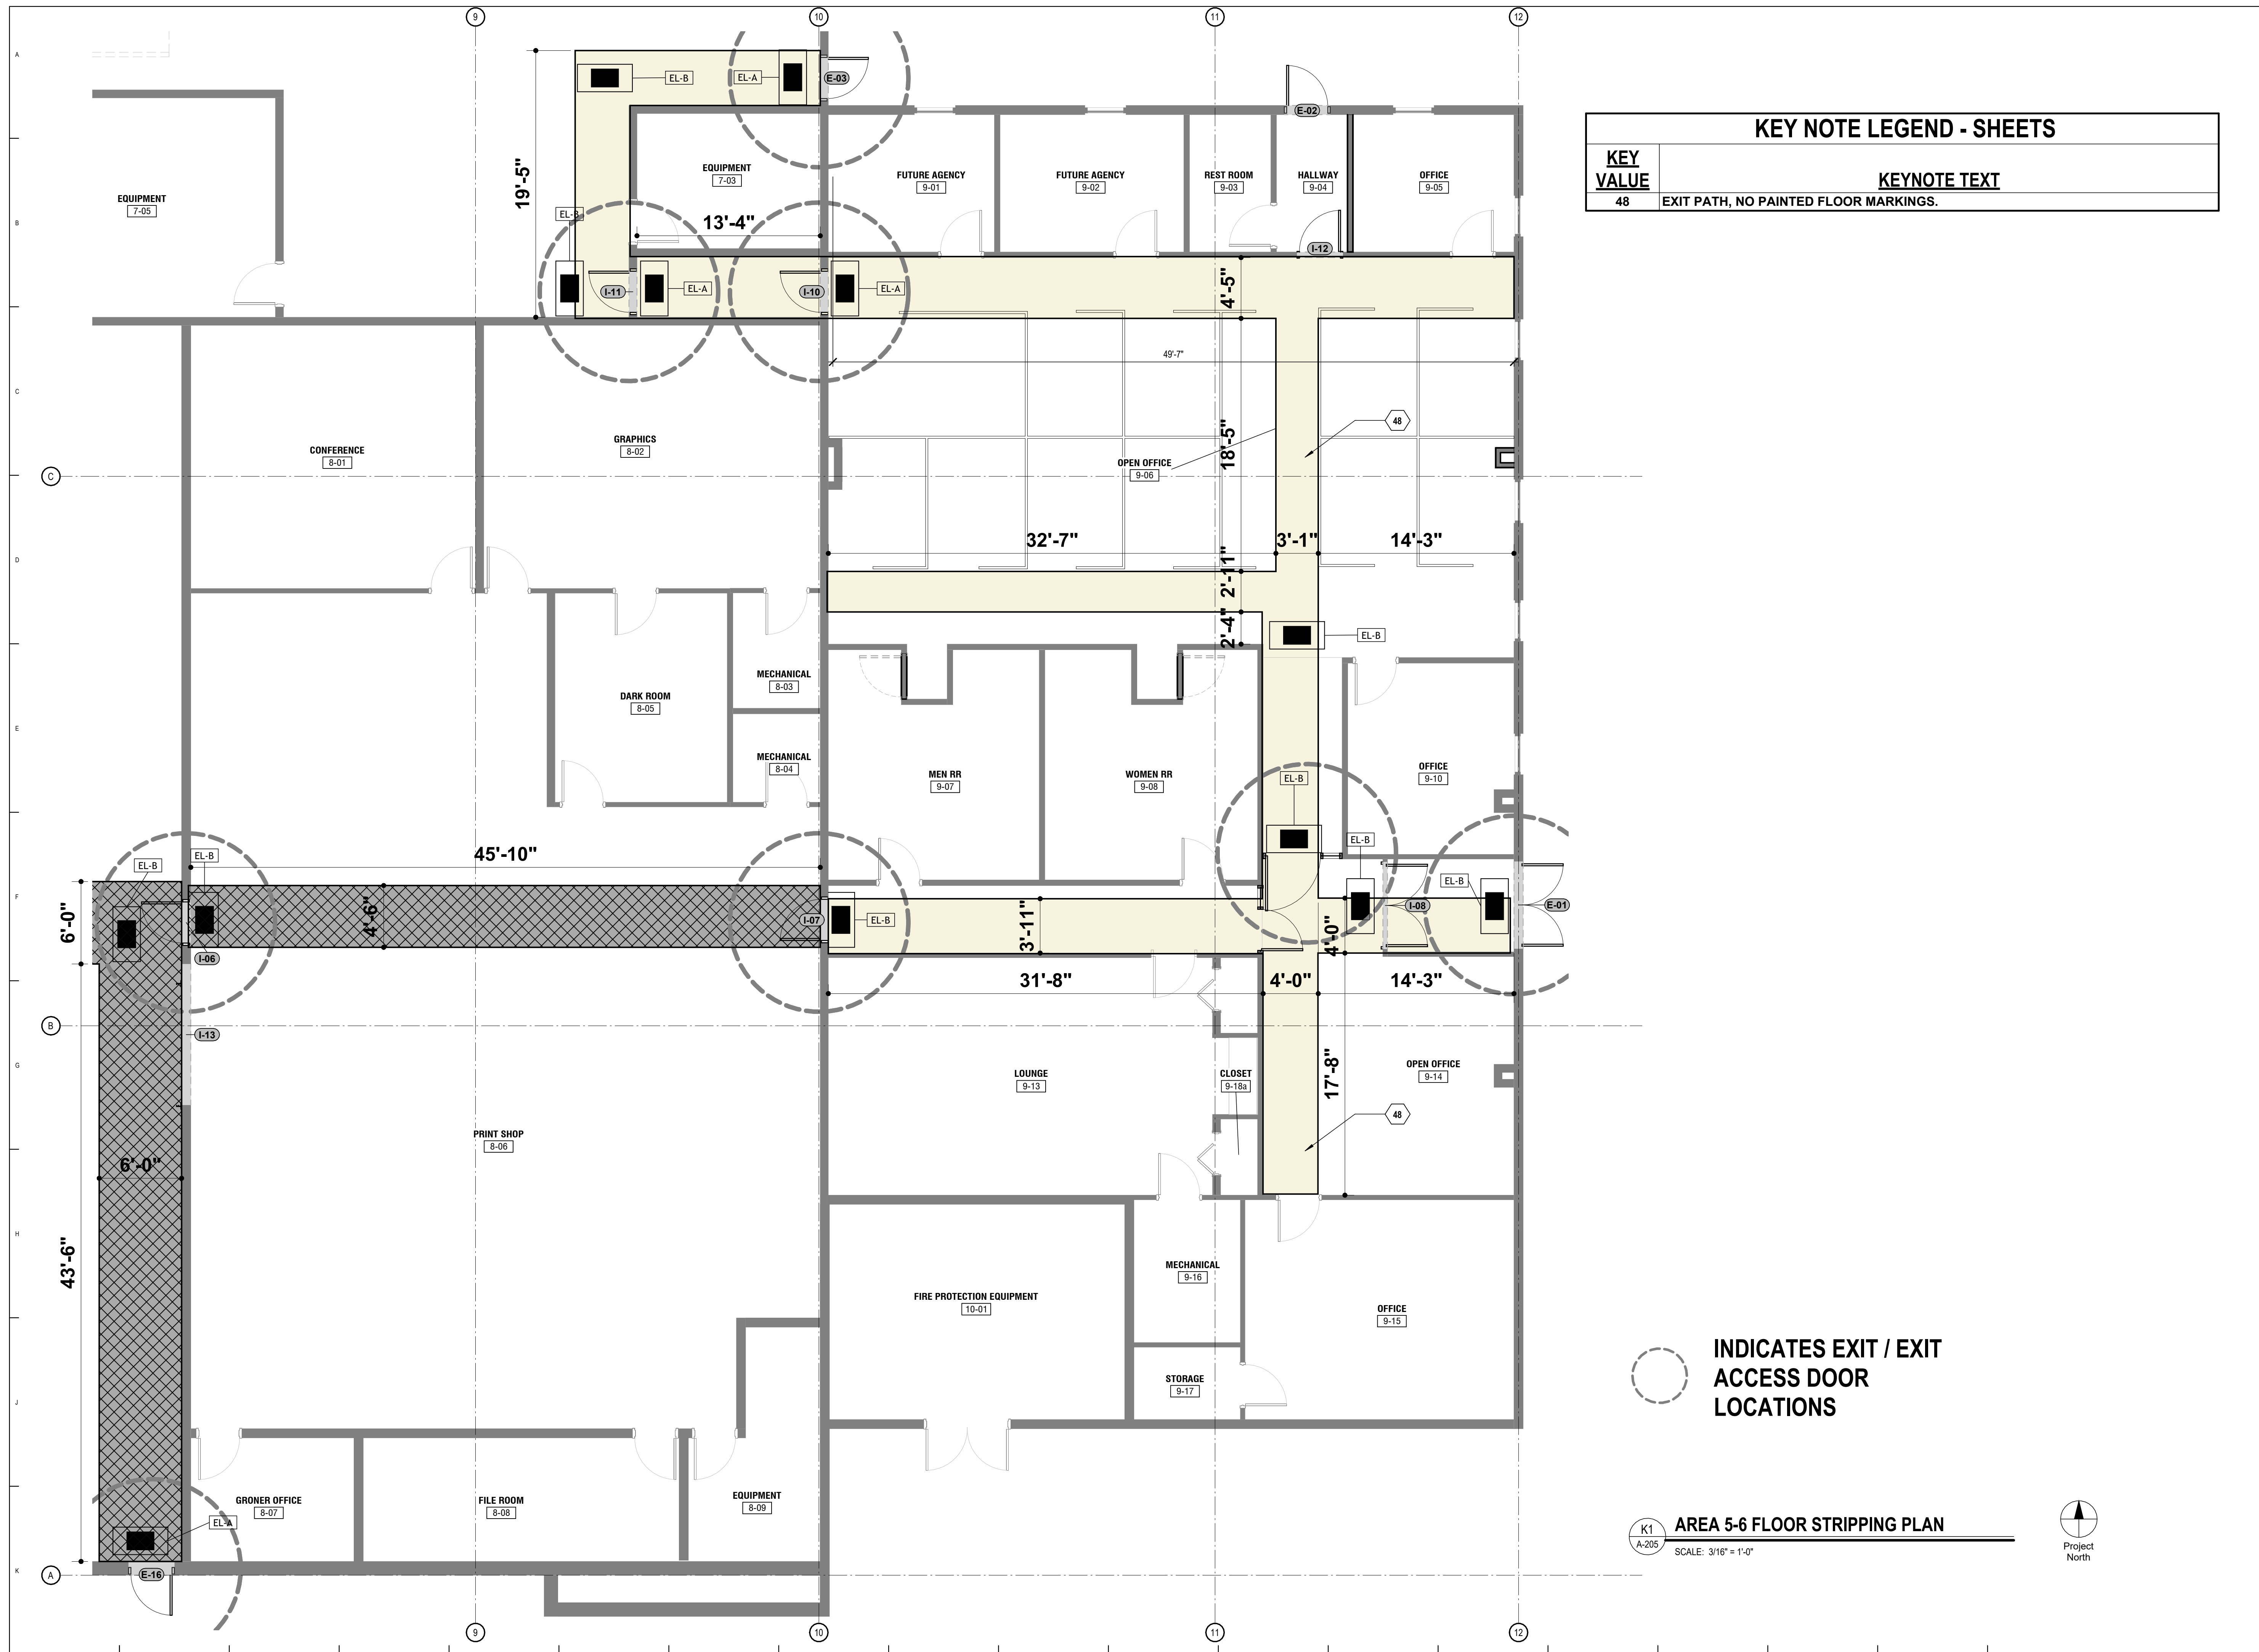 9
10
11
12
A
EL-B
EL-A
E-03
E-02
KEY NOTE LEGEND - SHEETS
KEY VALUE
KEYNOTE TEXT
48
EXIT PATH, NO PAINTED FLOOR MARKINGS.
EQUIPMENT
7-05
19'-5"
EQUIPMENT
7-03
FUTURE AGENCY
9-01
FUTURE AGENCY
9-02
REST ROOM
9-03
HALLWAY
9-04
OFFICE
9-05
B
EL-B
13'-4"
I-12
I-11
EL-A
I-10
EL-A
4'-5"
49'-7"
C
CONFERENCE
8-01
GRAPHICS
8-02
18'-5"
48
OPEN OFFICE
9-06
C
D
32'-7"
3'-1"
14'-3"
2'-11"
2'-4"
EL-B
E
MECHANICAL
8-03
DARK ROOM
8-05
MECHANICAL
8-04
MEN RR
9-07
WOMEN RR
9-08
OFFICE
9-10
EL-B
45'-10"
EL-B
EL-B
EL-B
EL-B
F
6'-0"
4'-6"
I-07
EL-B
3'-11"
4'-0"
I-08
E-01
I-06
31'-8"
4'-0"
14'-3"
B
I-13
G
LOUNGE
9-13
CLOSET
9-18a
17'-8"
OPEN OFFICE
9-14
48
PRINT SHOP
8-06
6'-0"
H
43'-6"
MECHANICAL
9-16
FIRE PROTECTION EQUIPMENT
10-01
OFFICE
9-15
STORAGE
9-17
J
INDICATES EXIT / EXIT
ACCESS DOOR
LOCATIONS
GRONER OFFICE
8-07
FILE ROOM
8-08
EQUIPMENT
8-09
EL-A
K1
A-205
AREA 5-6 FLOOR STRIPPING PLAN
SCALE: 3/16" = 1'-0"
Project
North
K
A
E-16
9
10
11
12